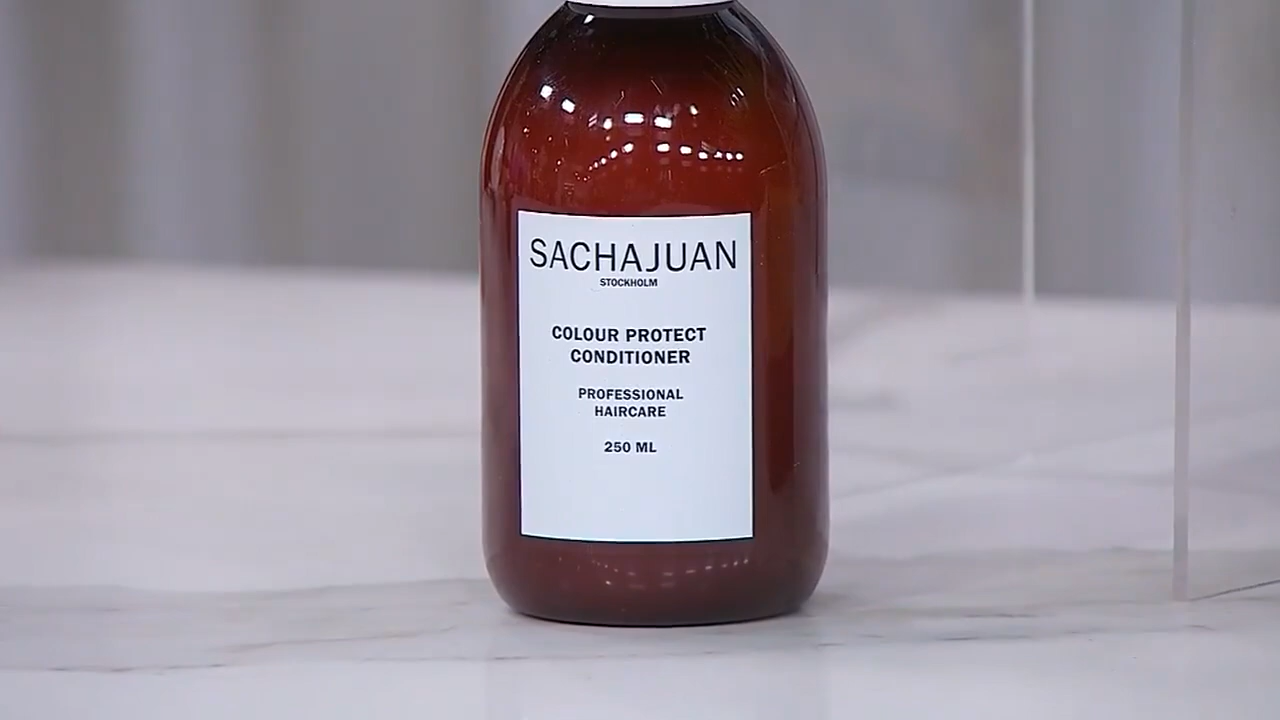 SACHAJUAN
STOCKHOLM
COLOUR PROTECT
CONDITIONER
PROFESSIONAL
HAIRCARE
250 ML